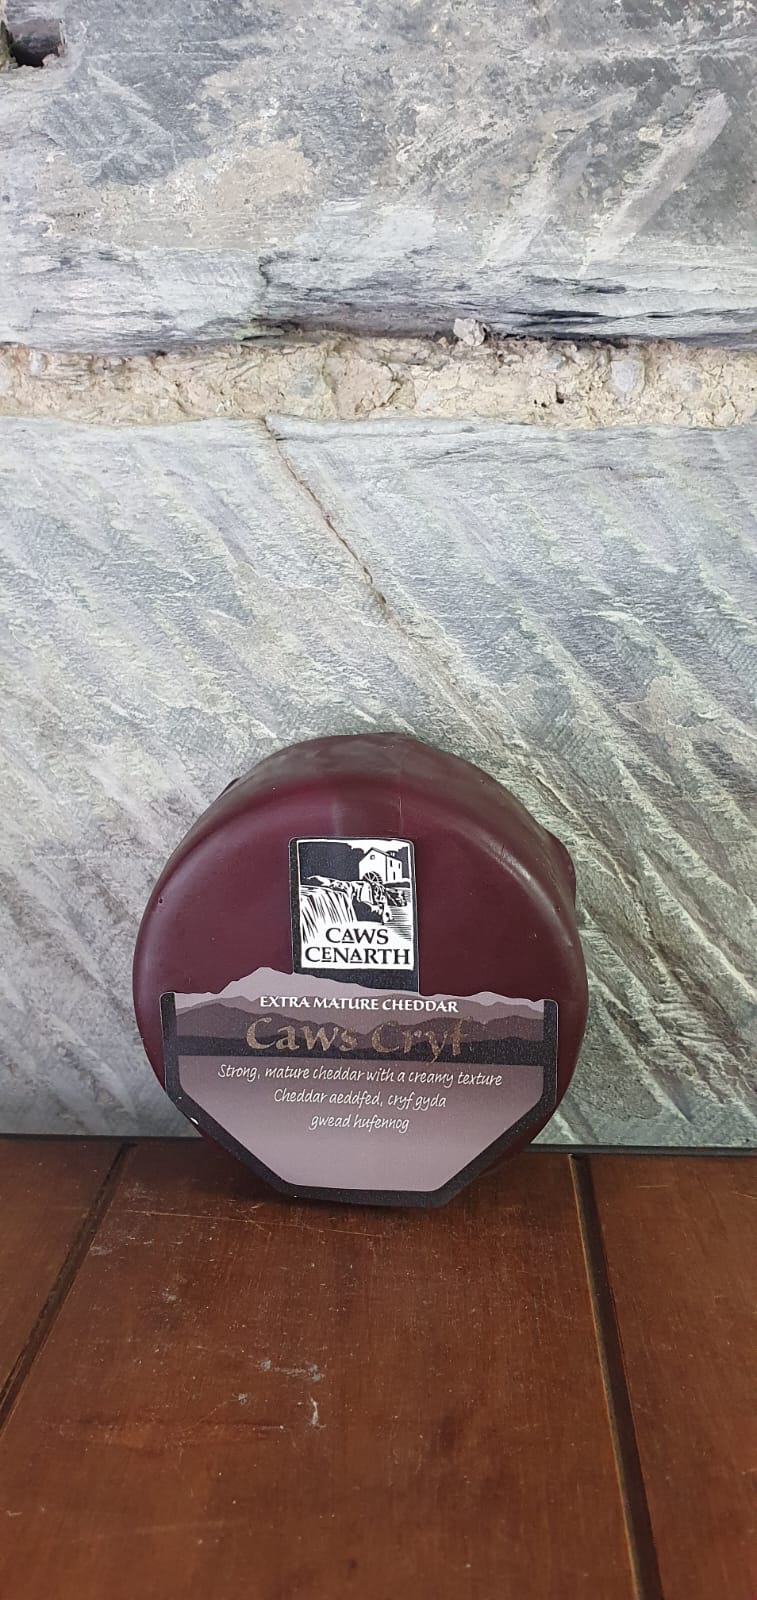 CAWS
CENARTH
EXTRA MATURE CHEDDAR
Caws Cryf
Strong, mature cheddar with a creamy texture
Cheddar aeddfed, cryf gyda
gwead hufennog